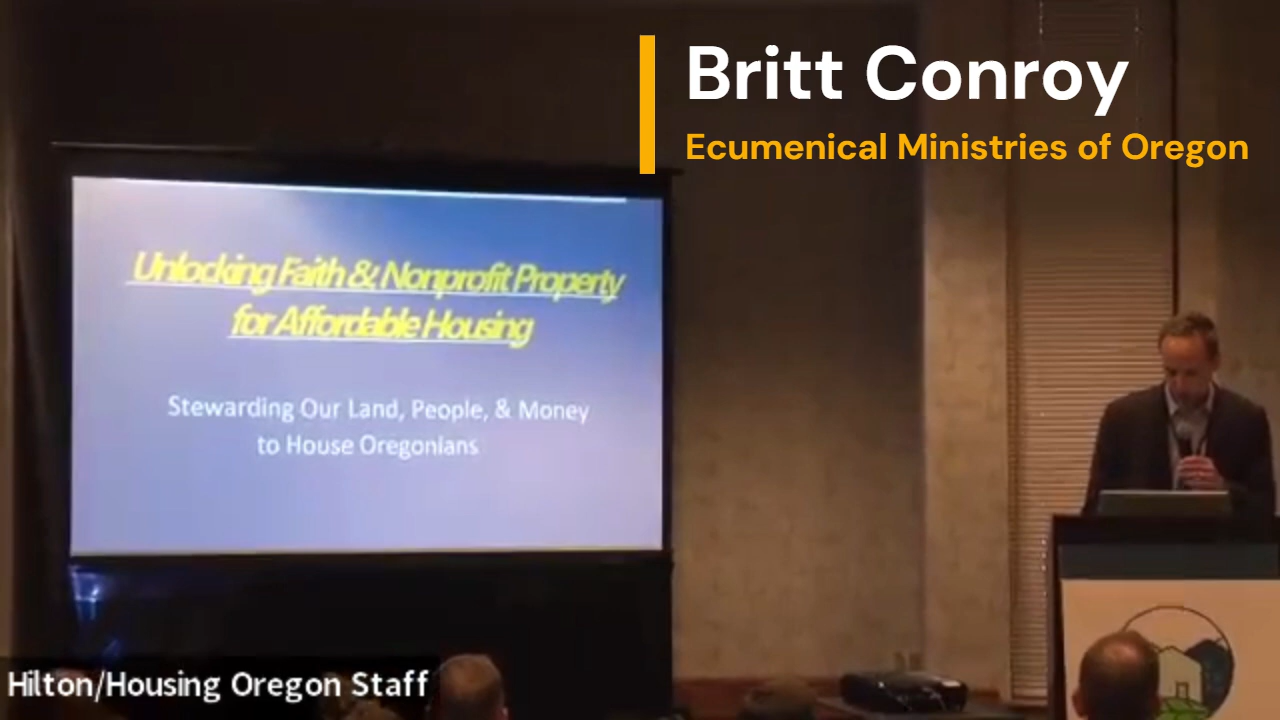 Britt Conroy
Ecumenical Ministries of Oregon
Unlocking Faith & Nonprofit Property
for Affordable Housing
Stewarding Our Land, People, & Money
to House Oregonians
Hilton/Housing Oregon Staff